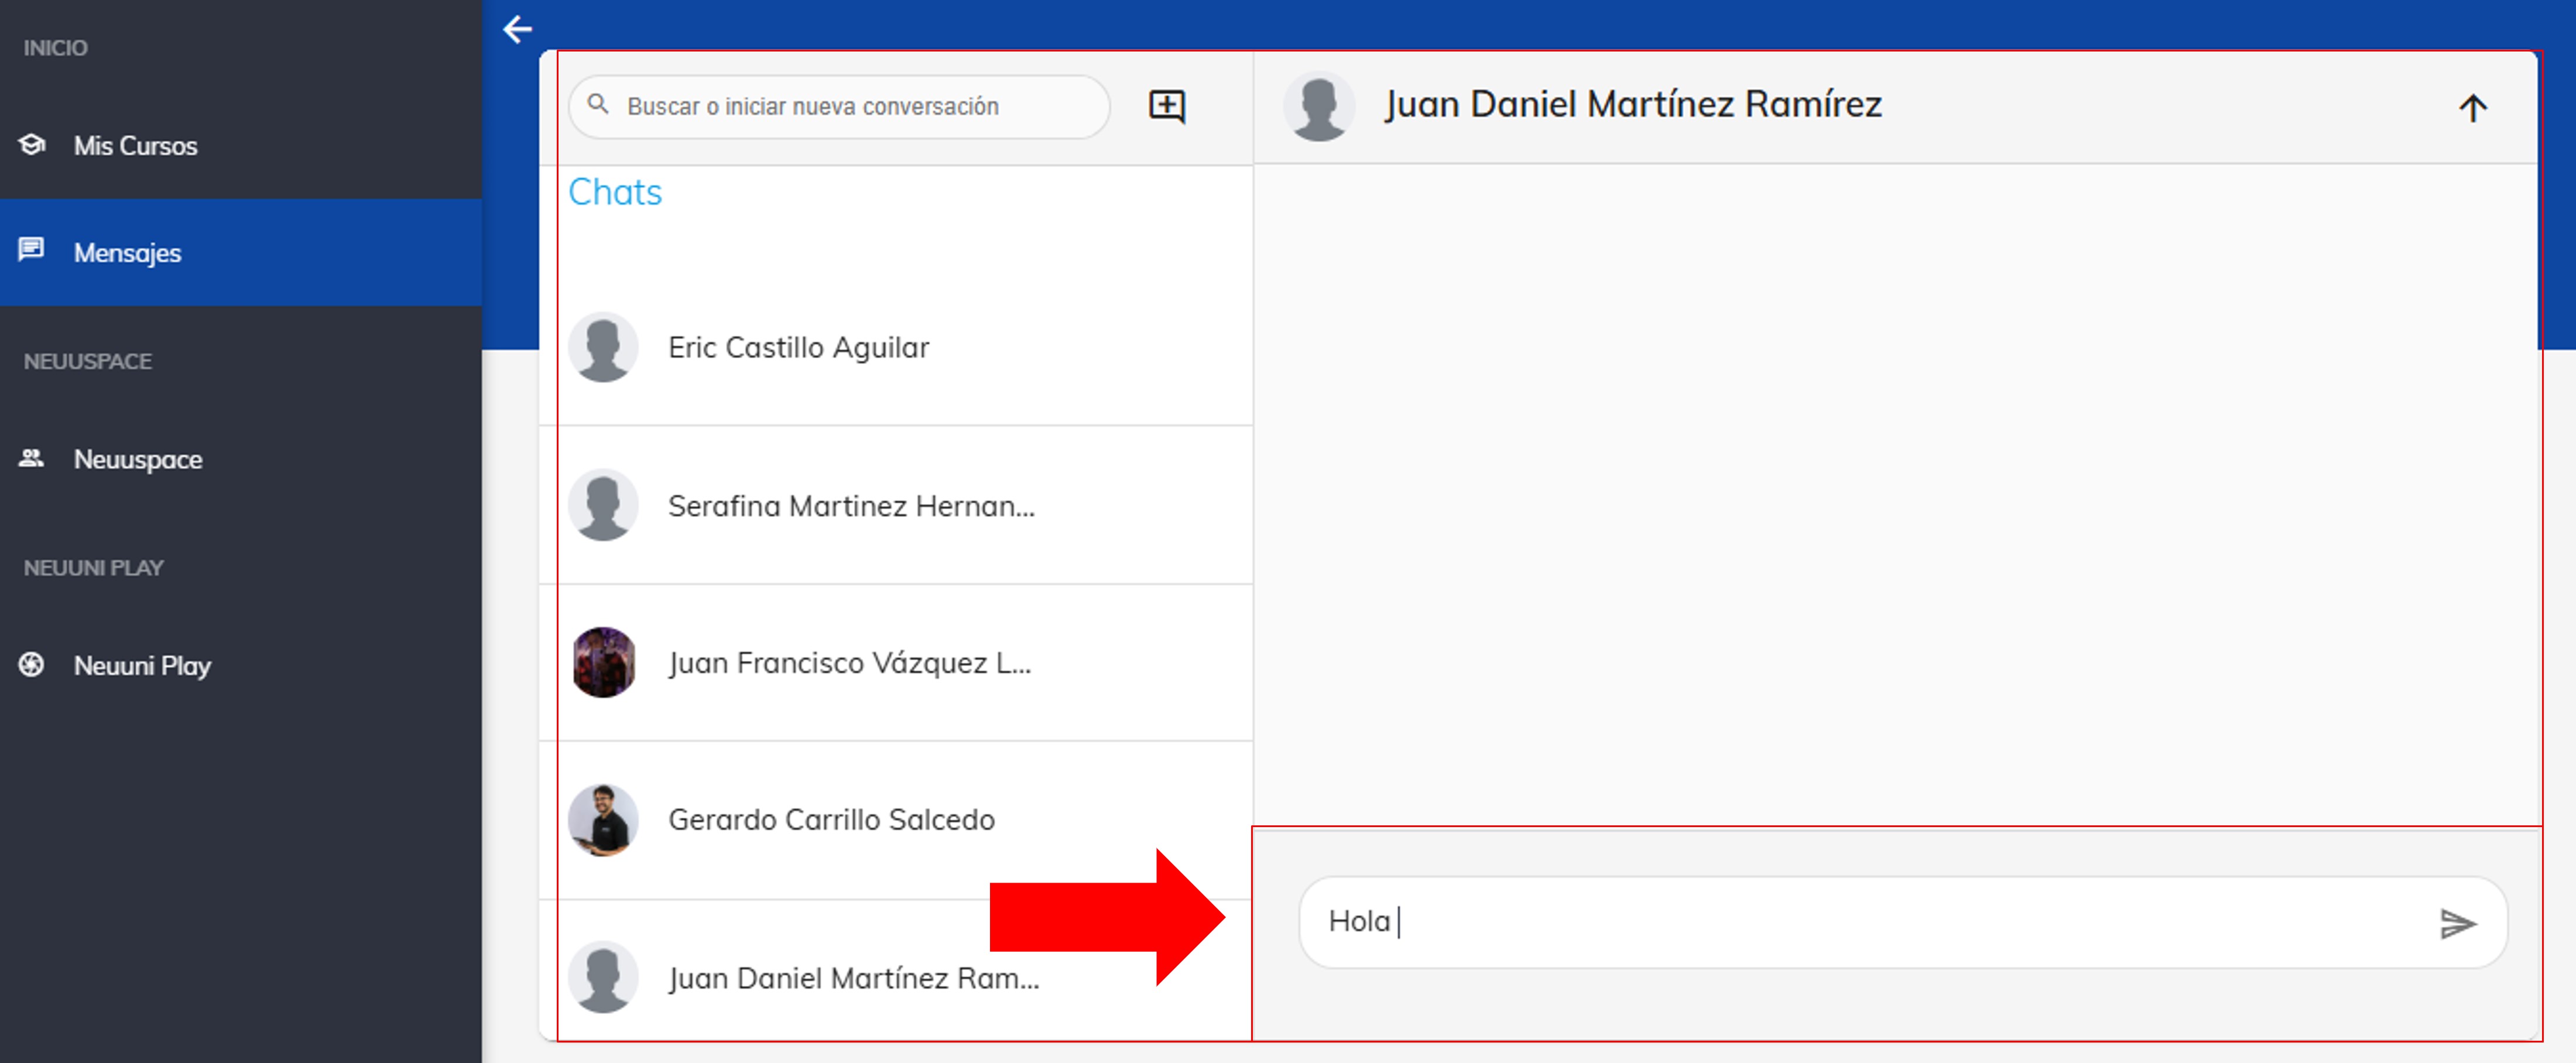 INICIO
Mis Cursos
Mensajes
NEUUSPACE
Neuuspace
NEUUNI PLAY
Neuuni Play
Buscar o iniciar nueva conversación
Chats
Eric Castillo Aguilar
Serafina Martinez Hernan...
Juan Francisco Vázquez L...
Gerardo Carrillo Salcedo
Juan Daniel Martínez Ram...
Juan Daniel Martínez Ramírez
Hola